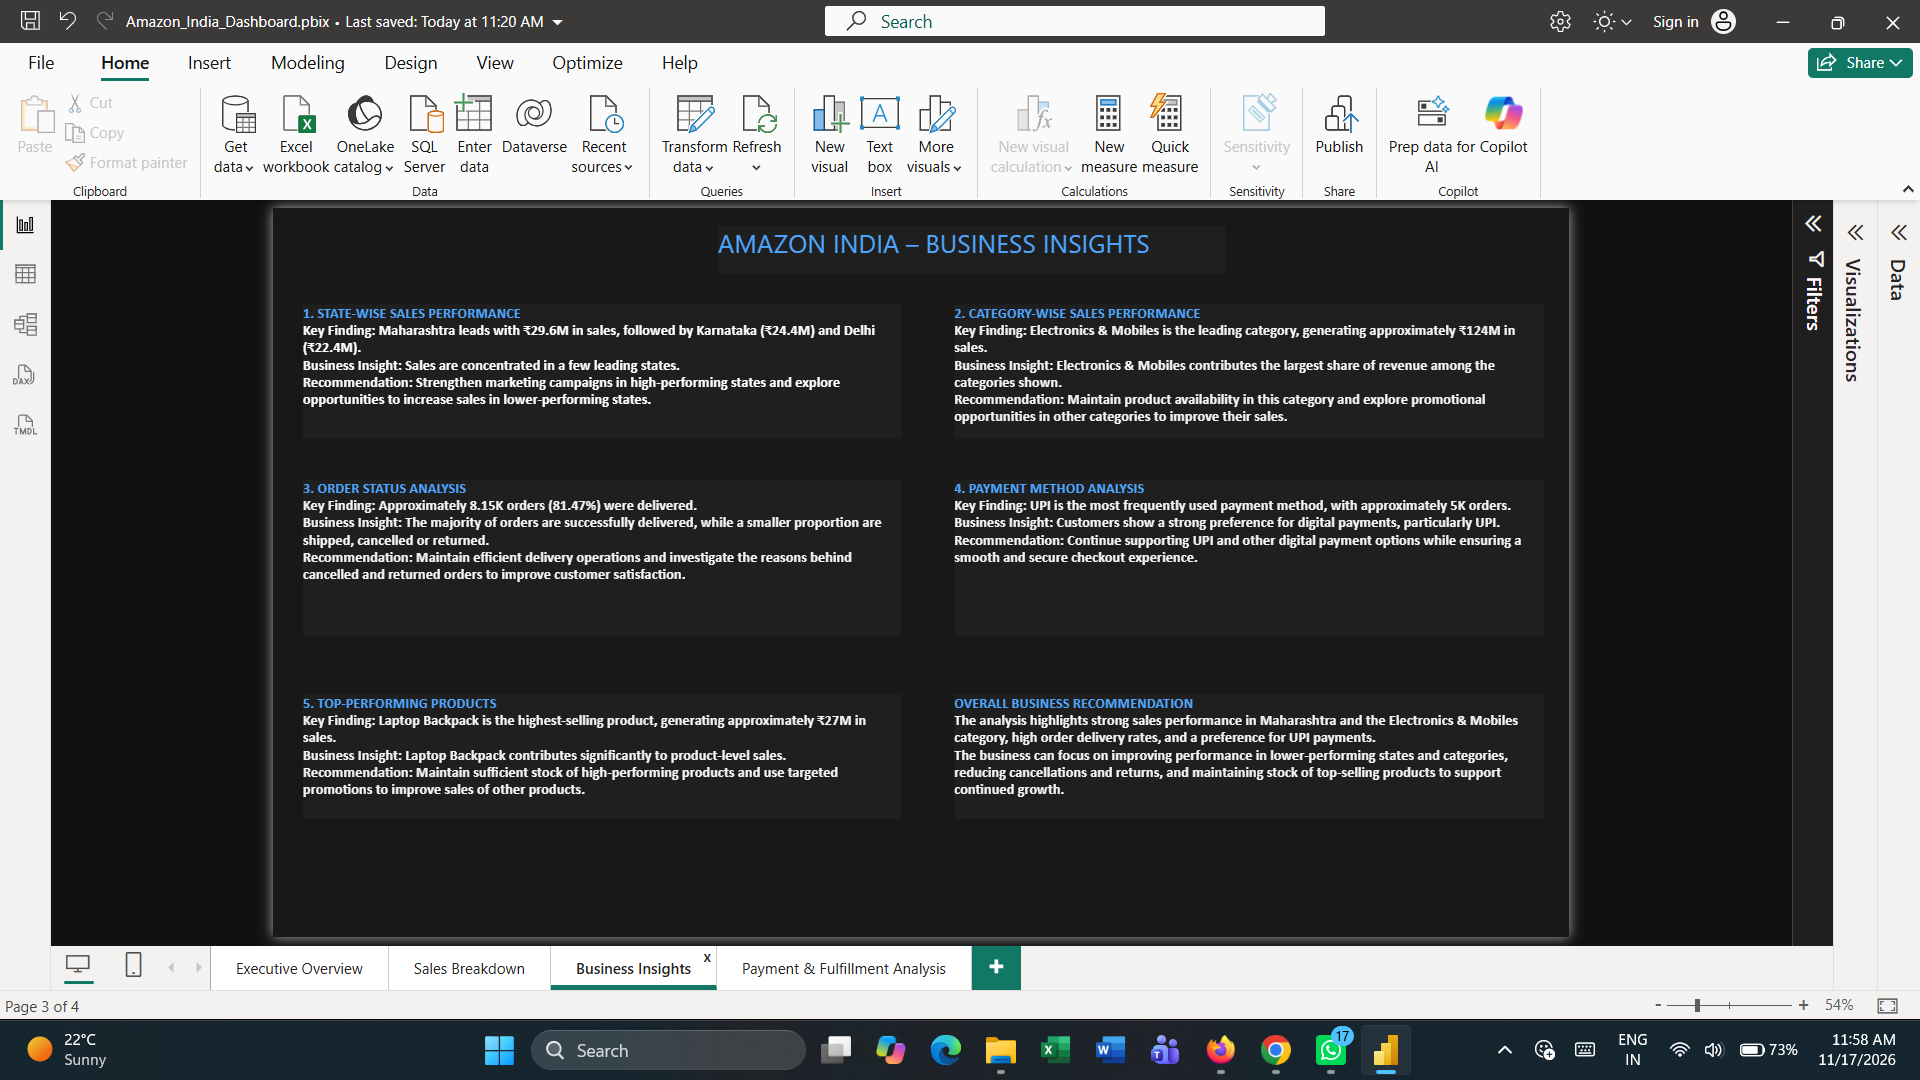 Amazon_India_Dashboard.pbix • Last saved: Today at 11:20 AM
Search
Sign in
File
Home
Insert
Modeling
Design
View
Optimize
Help
Share
Paste
Cut
Copy
Format painter
Clipboard
Get data
Excel workbook
OneLake catalog
SQL Server
Enter data
Dataverse
Recent sources
Data
Transform data
Refresh
Queries
New visual
Text box
More visuals
Insert
New visual calculation
New measure
Quick measure
Calculations
Sensitivity
Sensitivity
Publish
Share
Prep data for AI
Copilot
Copilot
DAX
TMDL
AMAZON INDIA – BUSINESS INSIGHTS
1. STATE-WISE SALES PERFORMANCE
Key Finding: Maharashtra leads with ₹29.6M in sales, followed by Karnataka (₹24.4M) and Delhi
(₹22.4M).
Business Insight: Sales are concentrated in a few leading states.
Recommendation: Strengthen marketing campaigns in high-performing states and explore
opportunities to increase sales in lower-performing states.
2. CATEGORY-WISE SALES PERFORMANCE
Key Finding: Electronics & Mobiles is the leading category, generating approximately ₹124M in
sales.
Business Insight: Electronics & Mobiles contributes the largest share of revenue among the
categories shown.
Recommendation: Maintain product availability in this category and explore promotional
opportunities in other categories to improve their sales.
3. ORDER STATUS ANALYSIS
Key Finding: Approximately 8.15K orders (81.47%) were delivered.
Business Insight: The majority of orders are successfully delivered, while a smaller proportion are
shipped, cancelled or returned.
Recommendation: Maintain efficient delivery operations and investigate the reasons behind
cancelled and returned orders to improve customer satisfaction.
4. PAYMENT METHOD ANALYSIS
Key Finding: UPI is the most frequently used payment method, with approximately 5K orders.
Business Insight: Customers show a strong preference for digital payments, particularly UPI.
Recommendation: Continue supporting UPI and other digital payment options while ensuring a
smooth and secure checkout experience.
5. TOP-PERFORMING PRODUCTS
Key Finding: Laptop Backpack is the highest-selling product, generating approximately ₹27M in
sales.
Business Insight: Laptop Backpack contributes significantly to product-level sales.
Recommendation: Maintain sufficient stock of high-performing products and use targeted
promotions to improve sales of other products.
OVERALL BUSINESS RECOMMENDATION
The analysis highlights strong sales performance in Maharashtra and the Electronics & Mobiles
category, high order delivery rates, and a preference for UPI payments.
The business can focus on improving performance in lower-performing states and categories,
reducing cancellations and returns, and maintaining stock of top-selling products to support
continued growth.
Filters
Visualizations
Data
Executive Overview
Sales Breakdown
Business Insights
x
Payment & Fulfillment Analysis
+
Page 3 of 4
-
+
54%
22°C
Sunny
Search
17
ENG
IN
73%
11:58 AM
11/17/2026